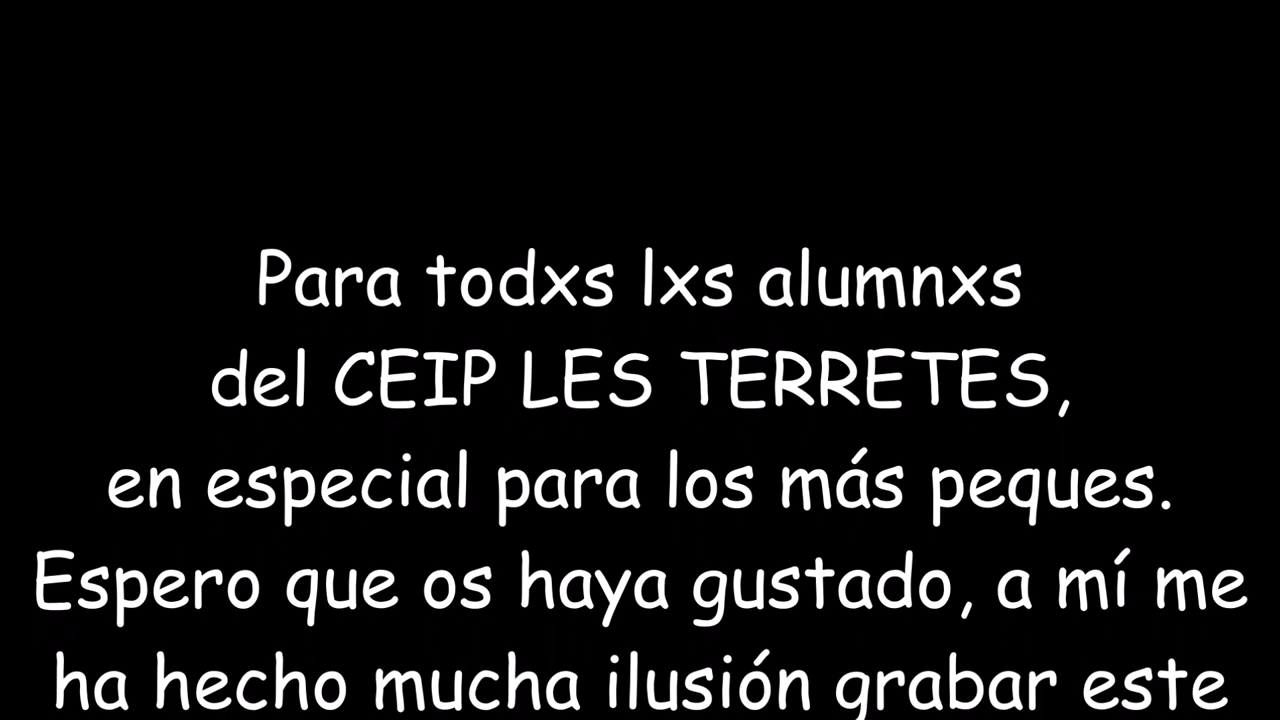 Para todxs lxs alumnxs
del CEIP LES TERRETES,
en especial para los más peques.
Espero que os haya gustado, a mí me
ha hecho mucha ilusión grabar este